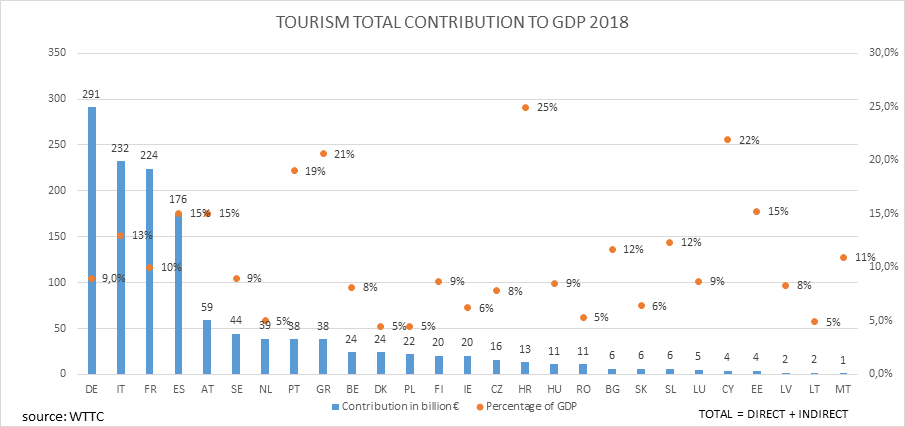 TOURISM TOTAL CONTRIBUTION TO GDP 2018
350
300
250
200
150
100
50
0
30,0%
25,0%
20,0%
15,0%
10,0%
5,0%
0,0%
291 232 224 176 59 44 39 38 38 24 24 22 20 20 16 13 11 11 6 6 6 5 4 4 2 2 1
9,0% 13% 10% 15% 15% 9% 5% 19% 21% 8% 5% 5% 9% 6% 8% 25% 9% 5% 12% 6% 12% 9% 22% 15% 8% 5% 11%
DE IT FR ES AT SE NL PT GR BE DK PL FI IE CZ HR HU RO BG SK SL LU CY EE LV LT MT
Contribution in billion € Percentage of GDP
source: WTTC
TOTAL = DIRECT + INDIRECT